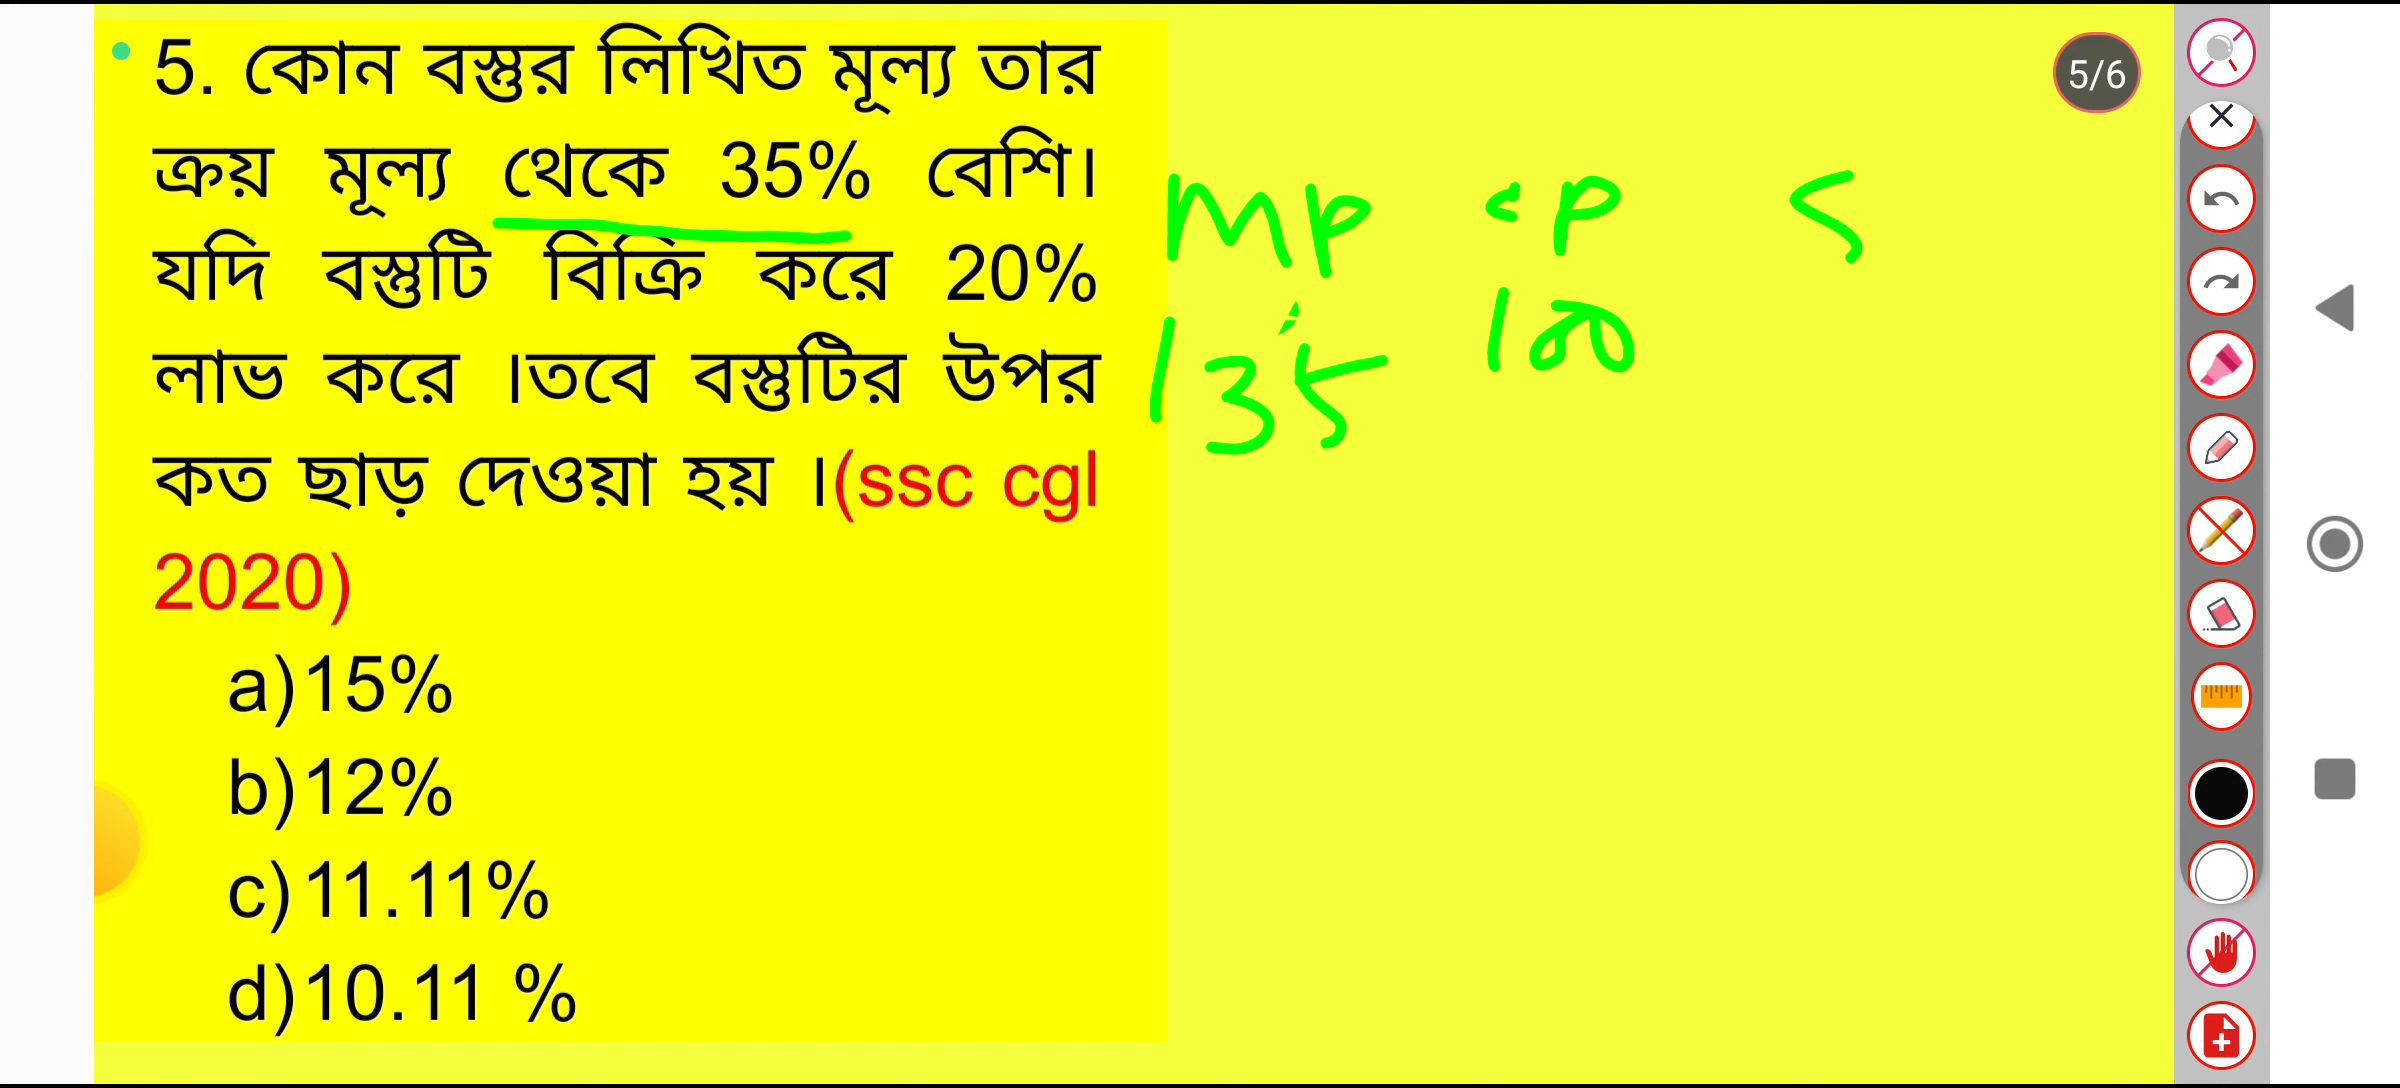 5. কোন বস্তুর লিখিত মূল্য তার
ক্রয় মূল্য থেকে 35% বেশি।
যদি বস্তুটি বিক্রি করে 20%
লাভ করে ।তবে বস্তুটির উপর
কত ছাড় দেওয়া হয় ।(ssc cgl
2020)
a)15%
b)12%
c)11.11%
d)10.11 %
MP CP S
135 100
5/6